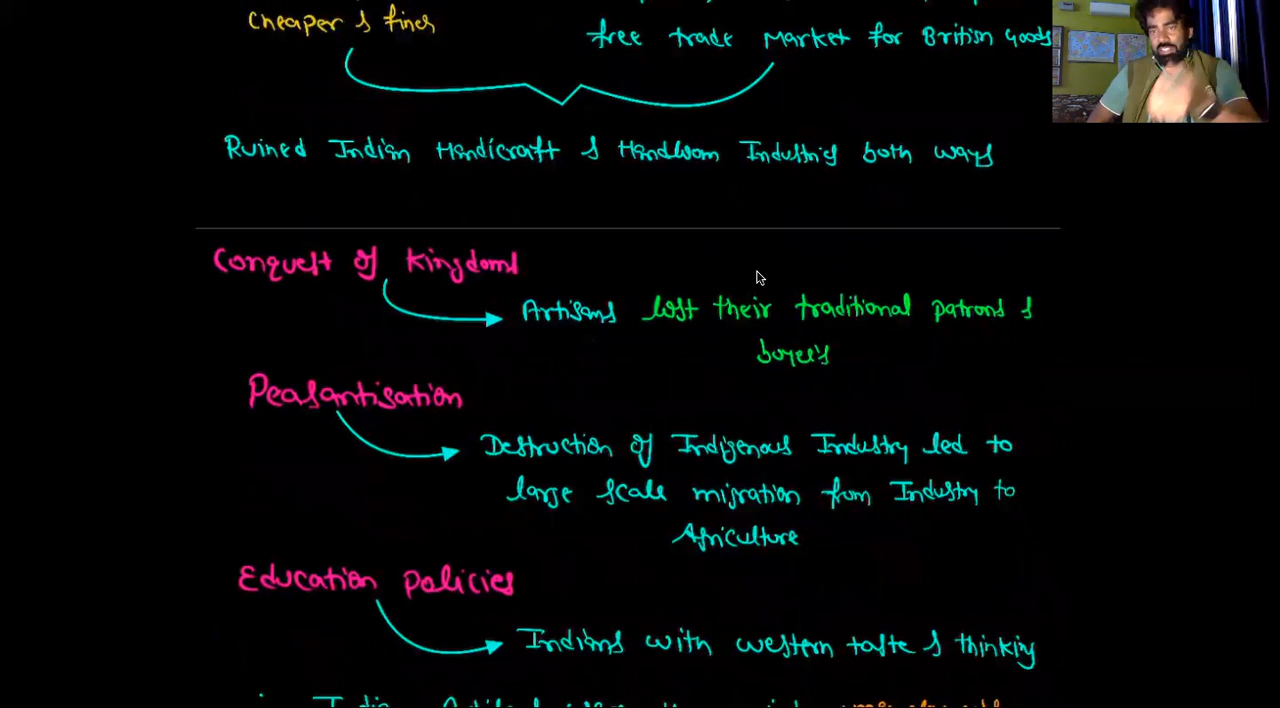 Cheaper & finer
free trade Market for British Goods
Ruined Indian Handicraft & Handloom Industries both ways
Conquest of Kingdoms
Artisans lost their traditional patrons &
buyers
Peasantisation
Destruction of Indigenous Industry led to
large scale migration from Industry to
Agriculture
Education policies
Indians with western taste & thinking